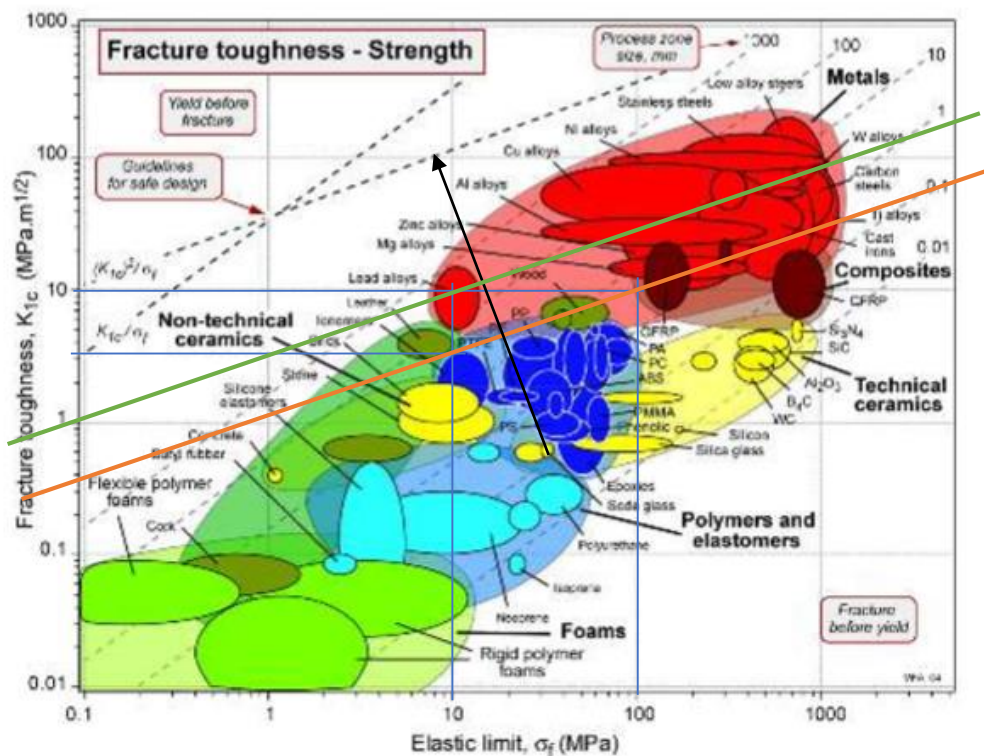 1000
Fracture toughness - Strength
Process zone
size, mm
1000
100
10
1
0.1
0.01
Yield before
fracture
Guidelines
for safe design
Low alloy steels
Metals
Stainless steels
Ni alloys
W alloys
Cu alloys
Carbon
steels
Al alloys
Ti alloys
Zinc alloys
Cast
irons
Mg alloys
Composites
CFRP
Lead alloys
Wood
Leather
Ionomers
Non-technical
ceramics
GFRP
PP
PTFE
PA
PC
ABS
Si₃N₄
SiC
Al₂O₃
Technical
ceramics
B₄C
WC
Stone
Silicone
elastomers
PS
PMMA
Phenolic
Silicon
Silica glass
Concrete
Butyl rubber
Epoxies
Soda glass
Flexible polymer
foams
Cork
Polymers and
elastomers
Polyurethane
Isoprene
Neoprene
Foams
Rigid polymer
foams
Fracture
before yield
(K₁c)²/σf
K₁c/σf
100
10
1
0.1
0.01
Fracture toughness, K₁c (MPa.m^1/2)
0.1
1
10
100
1000
Elastic limit, σf (MPa)